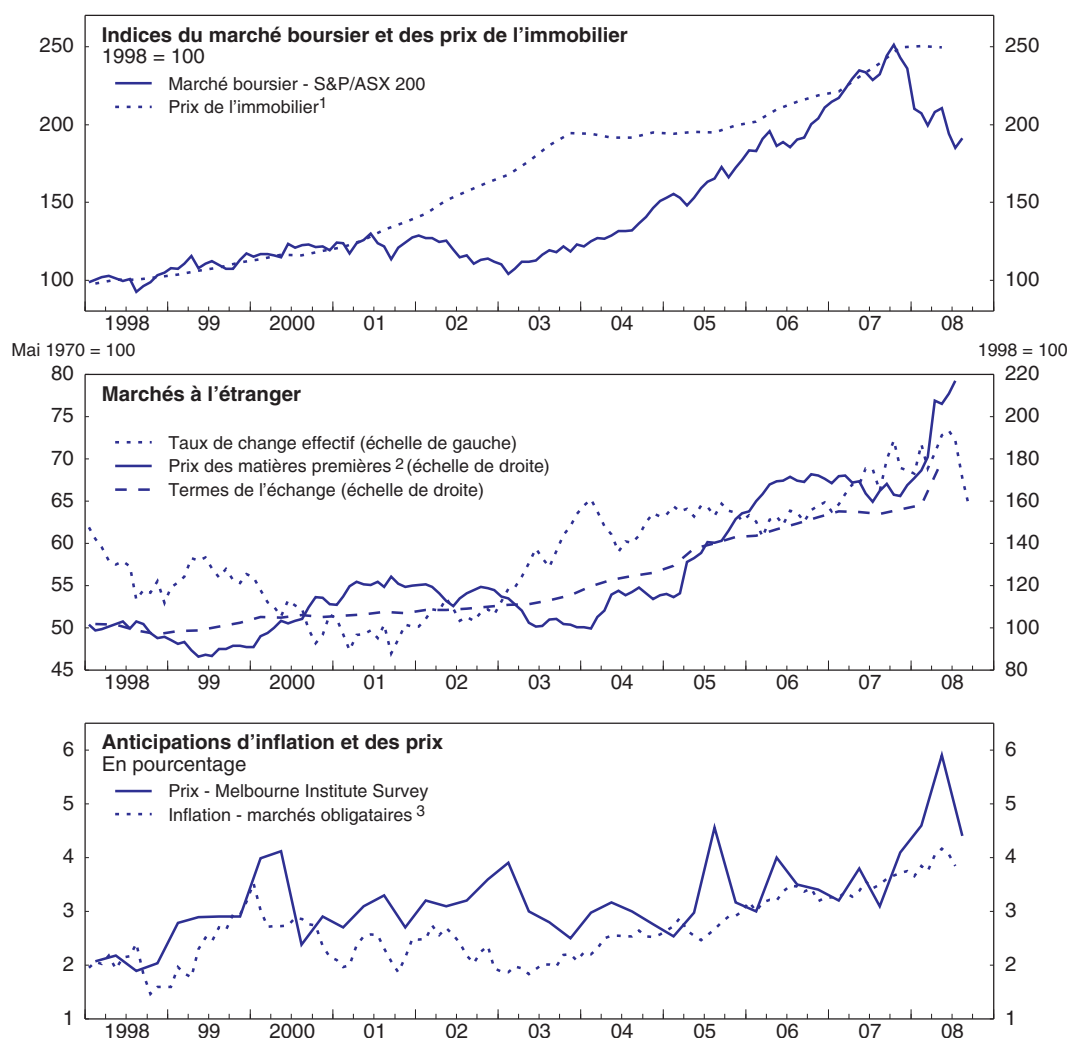 Indices du marché boursier et des prix de l'immobilier
1998 = 100
Marché boursier - S&P/ASX 200
Prix de l'immobilier1
250
200
150
100
250
200
150
100
1998 99 2000 01 02 03 04 05 06 07 08
Mai 1970 = 100
1998 = 100
Marchés à l'étranger
Taux de change effectif (échelle de gauche)
Prix des matières premières 2 (échelle de droite)
Termes de l'échange (échelle de droite)
80
75
70
65
60
55
50
45
220
200
180
160
140
120
100
80
1998 99 2000 01 02 03 04 05 06 07 08
Anticipations d'inflation et des prix
En pourcentage
Prix - Melbourne Institute Survey
Inflation - marchés obligataires 3
6
5
4
3
2
1
6
5
4
3
2
1
1998 99 2000 01 02 03 04 05 06 07 08